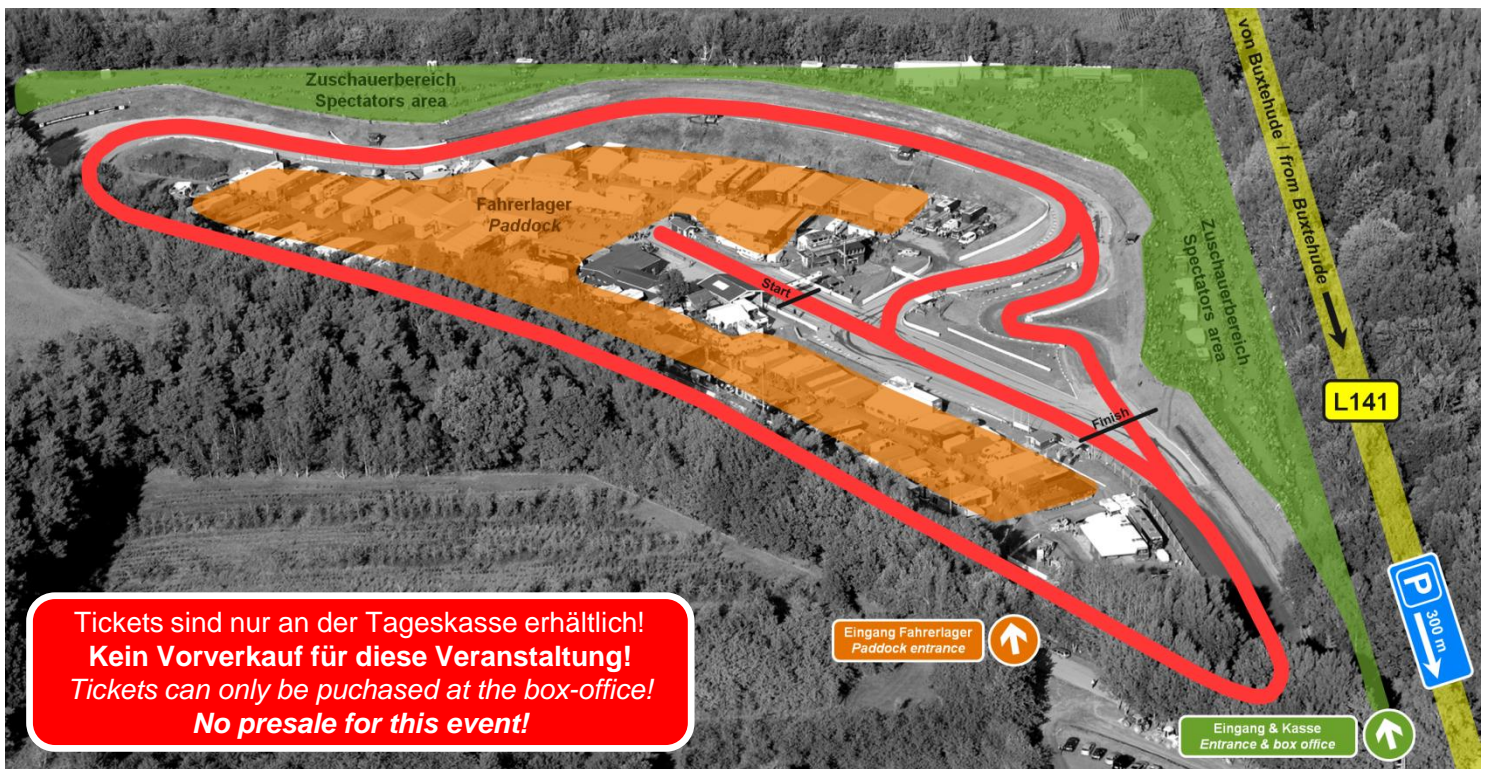 Zuschauerbereich
Spectators area
von Buxtehude | from Buxtehude
Fahrerlager
Paddock
Zuschauerbereich
Spectators area
Start
L141
Finish
P
300 m
Eingang Fahrerlager
Paddock entrance
Tickets sind nur an der Tageskasse erhältlich!
Kein Vorverkauf für diese Veranstaltung!
Tickets can only be puchased at the box-office!
No presale for this event!
Eingang & Kasse
Entrance & box office